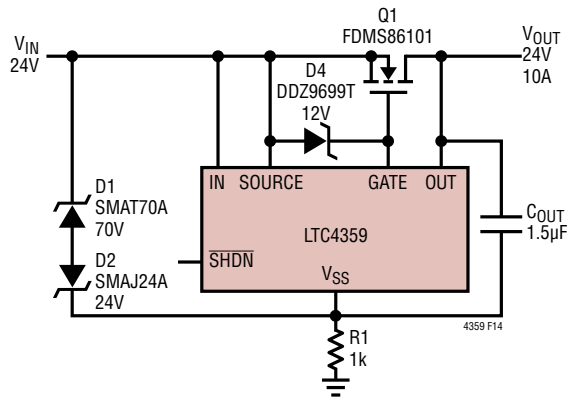 Q1
FDMS86101
VIN
24V
VOUT
24V
10A
D4
DDZ9699T
12V
IN SOURCE GATE OUT
D1
SMAT70A
70V
LTC4359
COUT
1.5µF
SHDN
D2
SMAJ24A
24V
VSS
4359 F14
R1
1k